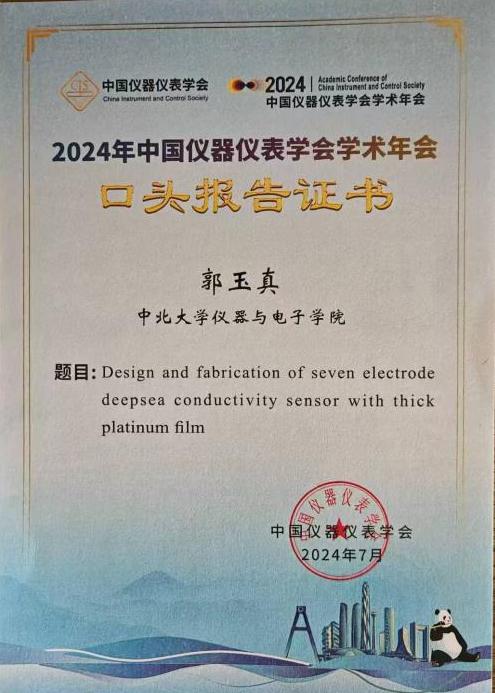 CIS
中国仪器仪表学会
China Instrument and Control Society
2024
Academic Conference of
China Instrument and Control Society
中国仪器仪表学会学术年会
2024年中国仪器仪表学会学术年会
口头报告证书
郭玉真
中北大学仪器与电子学院
题目：Design and fabrication of seven electrode
deepsea conductivity sensor with thick
platinum film
中国仪器仪表学会
中国仪器仪表学会
2024年7月